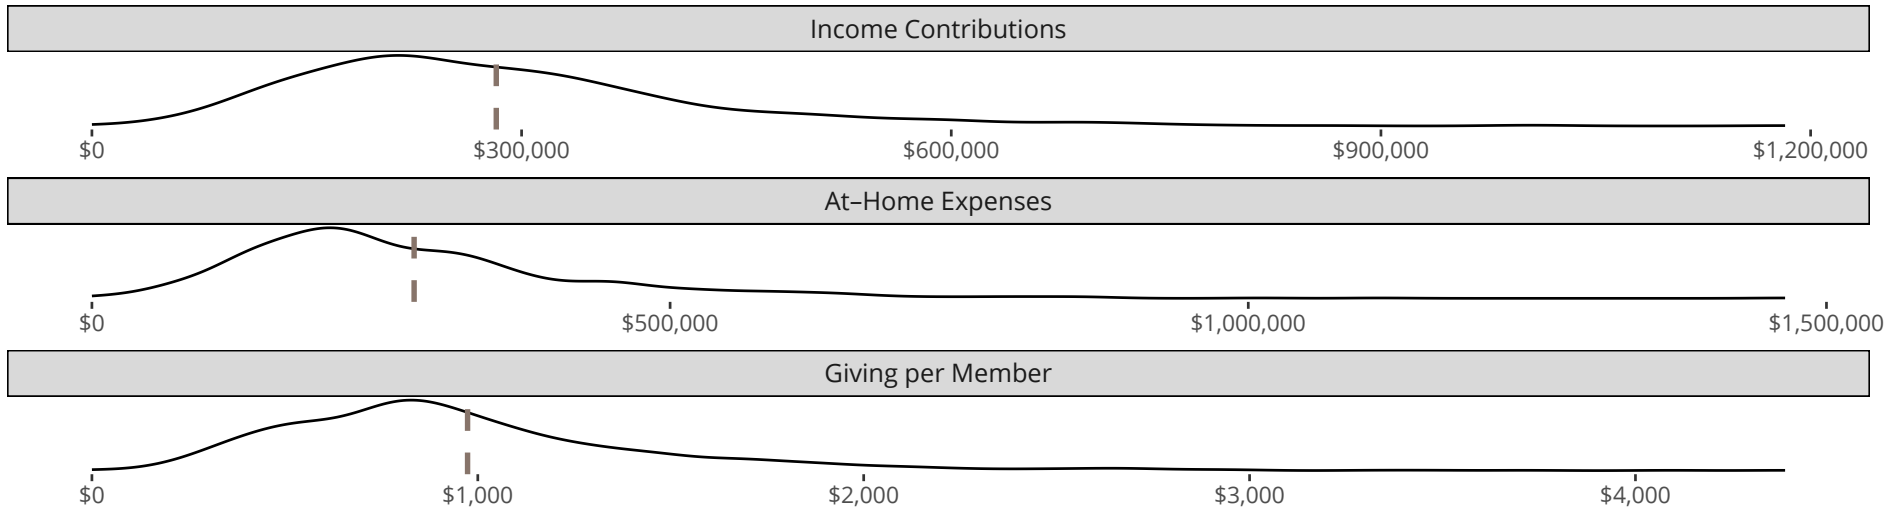 Income Contributions
$0 $300,000 $600,000 $900,000 $1,200,000
At–Home Expenses
$0 $500,000 $1,000,000 $1,500,000
Giving per Member
$0 $1,000 $2,000 $3,000 $4,000